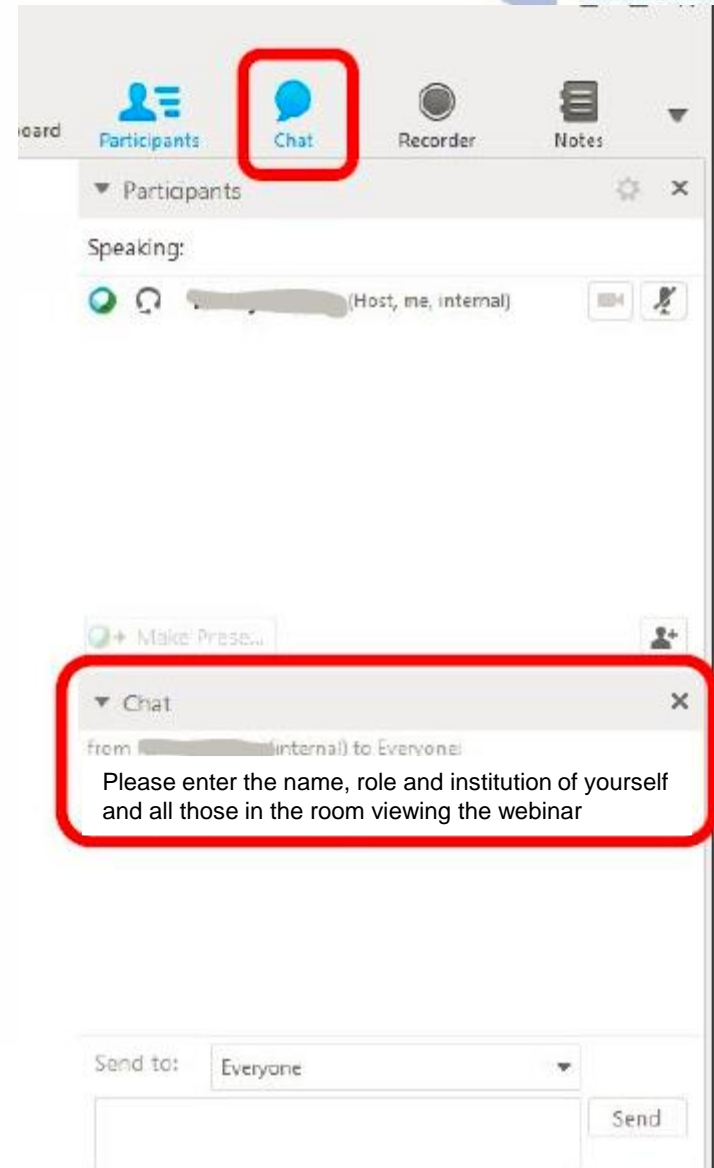 Participants
Chat
Recorder
Notes
Participants
Speaking:
(Host, me, internal)
Make Prese...
Chat
from internal) to Everyone:
Please enter the name, role and institution of yourself
and all those in the room viewing the webinar
Send to:
Everyone
Send